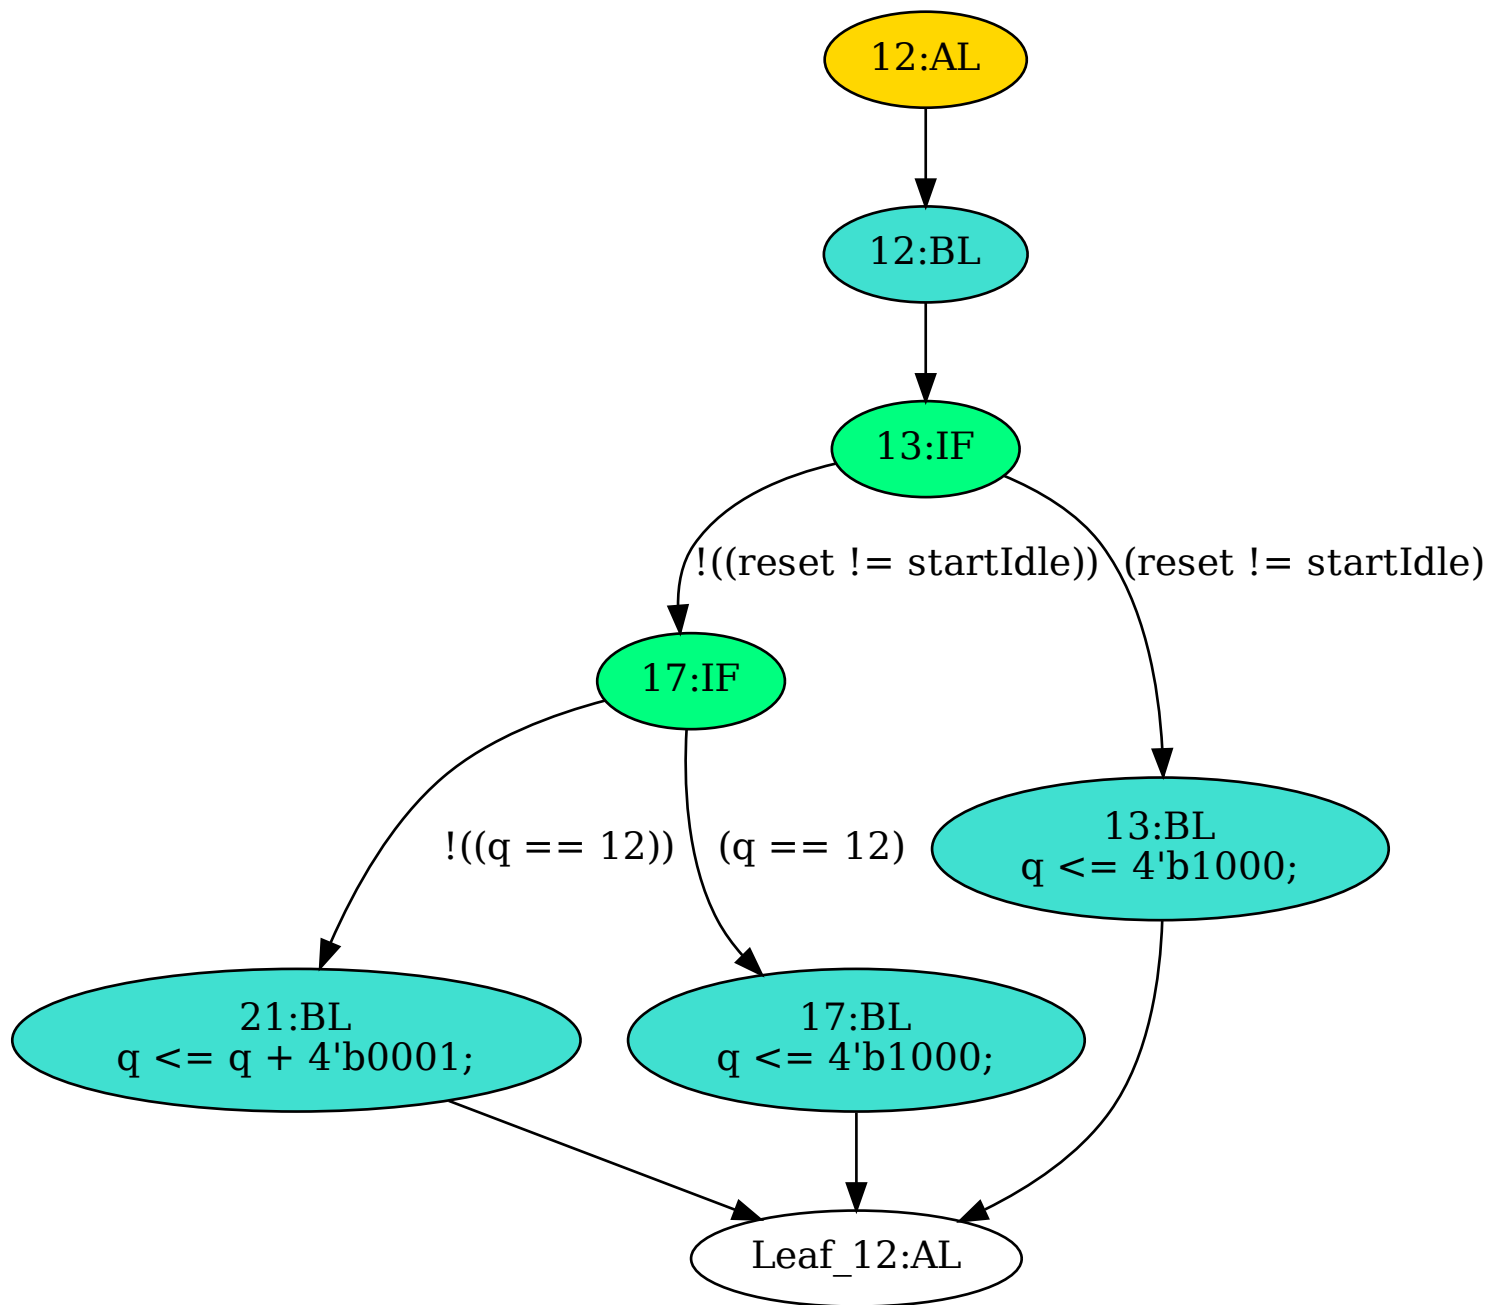 12:AL
12:BL
13:IF
!((reset != startIdle))
(reset != startIdle)
17:IF
!((q == 12))
(q == 12)
13:BL
q <= 4'b1000;
21:BL
q <= q + 4'b0001;
17:BL
q <= 4'b1000;
Leaf_12:AL